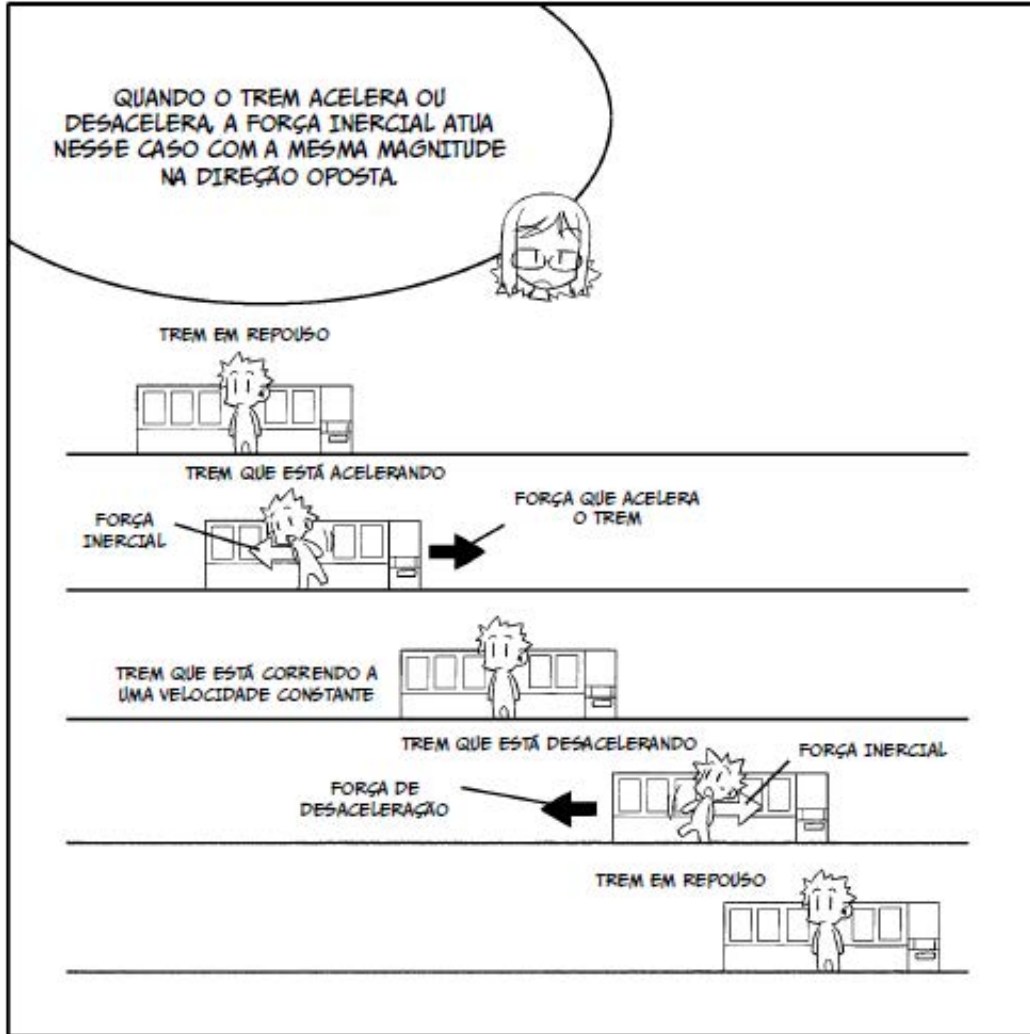 QUANDO O TREM ACELERA OU
DESACELERA, A FORÇA INERCIAL ATUA
NESSE CASO COM A MESMA MAGNITUDE
NA DIREÇÃO OPOSTA.
TREM EM REPOUSO
TREM QUE ESTÁ ACELERANDO
FORÇA
INERCIAL
FORÇA QUE ACELERA
O TREM
TREM QUE ESTÁ CORRENDO A
UMA VELOCIDADE CONSTANTE
TREM QUE ESTÁ DESACELERANDO
FORÇA DE
DESACELERAÇÃO
FORÇA INERCIAL
TREM EM REPOUSO